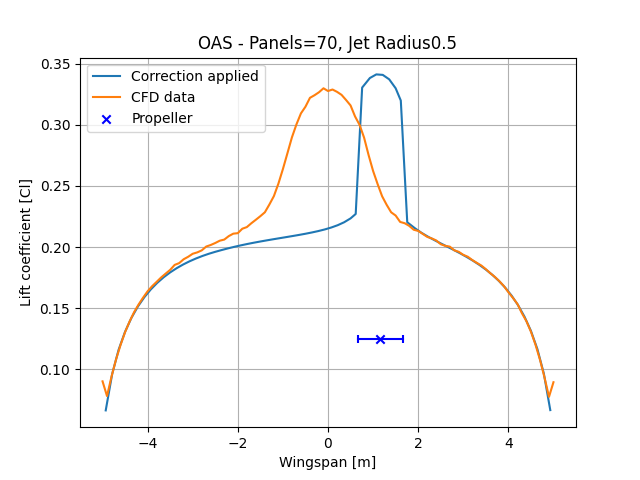 OAS - Panels=70, Jet Radius0.5
Correction applied
CFD data
Propeller
Lift coefficient [Cl]
0.35
0.30
0.25
0.20
0.15
0.10
−4
−2
0
2
4
Wingspan [m]